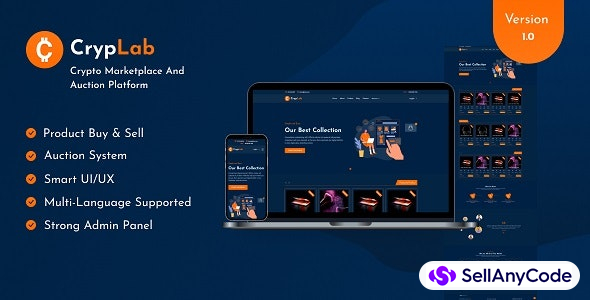 CrypLab
Crypto Marketplace And
Auction Platform
Product Buy & Sell
Auction System
Smart UI/UX
Multi-Language Supported
Strong Admin Panel
Version
1.0
Our Best Collection
Our Best Collection
Our Best Collection
SellAnyCode